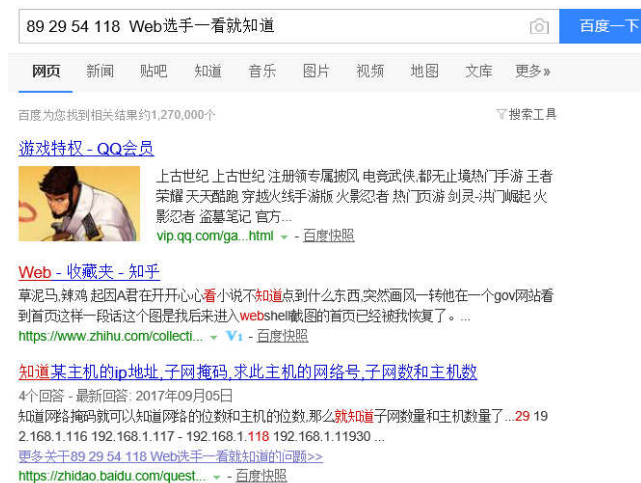 89 29 54 118 Web选手一看就知道
百度一下
网页 新闻 贴吧 知道 音乐 图片 视频 地图 文库 更多»
百度为您找到相关结果约1,270,000个 搜索工具
游戏特权 - QQ会员
上古世纪 上古世纪 注册领专属披风 电竞武侠,都无止境热门手游 王者
荣耀 天天酷跑 穿越火线手游版 火影忍者 热门页游 剑灵-洪门崛起 火
影忍者 盗墓笔记 官方...
vip.qq.com/ga...html - 百度快照
Web - 收藏夹 - 知乎
草泥马,辣鸡 起因A君在开开心心看小说不知道点到什么东西,突然画风一转他在一个gov网站看
到首页这样一段话这个图是我后来进入webshell截图的首页已经被我恢复了。...
https://www.zhihu.com/collecti... V1 - 百度快照
知道某主机的ip地址,子网掩码,求此主机的网络号,子网数和主机数
4个回答 - 最新回答: 2017年09月05日
知道网络掩码就可以知道网络的位数和主机的位数,那么就知道子网数量和主机数量了...29 19
2.168.1.116 192.168.1.117 - 192.168.1.118 192.168.1.11930 ...
更多关于89 29 54 118 Web选手一看就知道的问题>>
https://zhidao.baidu.com/quest... - 百度快照